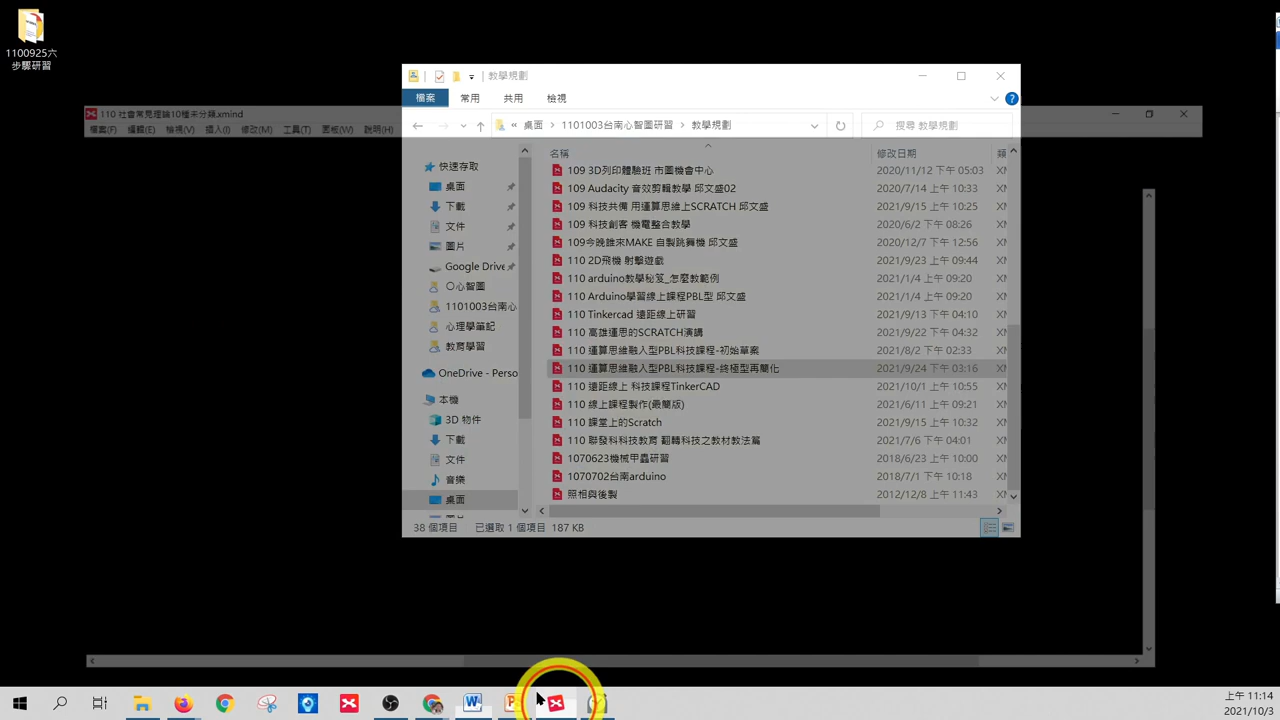 1100925六
步驟研習
110 社會常見理論10種未分類.xmind
檔案(F) 編輯(E) 檢視(V) 插入(I) 修改(M) 工具(T) 面板(W) 說明(H)
教學規劃
檔案 常用 共用 檢視
« 桌面 › 1101003台南心智圖研習 › 教學規劃
搜尋 教學規劃
快速存取
桌面
下載
文件
圖片
Google Drive
〇心智圖
1101003台南心
心理學筆記
教育學習
OneDrive - Perso
本機
3D 物件
下載
文件
音樂
桌面
名稱 修改日期 類
109 3D列印體驗班 市圖機會中心 2020/11/12 下午 05:03 XM
109 Audacity 音效剪輯教學 邱文盛02 2020/7/14 上午 10:33 XM
109 科技共備 用運算思維上SCRATCH 邱文盛 2021/9/15 上午 10:25 XM
109 科技創客 機電整合教學 2020/6/2 下午 08:26 XM
109今晚誰來MAKE 自製跳舞機 邱文盛 2020/12/7 下午 12:56 XM
110 2D飛機 射擊遊戲 2021/9/23 上午 09:44 XM
110 arduino教學秘笈_怎麼教範例 2021/1/4 上午 09:20 XM
110 Arduino學習線上課程PBL型 邱文盛 2021/1/4 上午 09:20 XM
110 Tinkercad 遠距線上研習 2021/9/13 下午 04:10 XM
110 高雄運思的SCRATCH演講 2021/9/22 下午 04:32 XM
110 運算思維融入型PBL科技課程-初始草案 2021/8/2 下午 02:33 XM
110 運算思維融入型PBL科技課程-終極型再簡化 2021/9/24 下午 03:16 XM
110 遠距線上 科技課程TinkerCAD 2021/10/1 上午 10:55 XM
110 線上課程製作(最簡版) 2021/6/11 上午 09:21 XM
110 課堂上的Scratch 2021/9/15 上午 10:32 XM
110 聯發科科技教育 翻轉科技之教材教法篇 2021/7/6 下午 04:01 XM
1070623機械甲蟲研習 2018/6/23 上午 10:00 XM
1070702台南arduino 2018/7/1 下午 10:18 XM
照相與後製 2012/12/8 上午 11:43 XM
38 個項目 已選取 1 個項目 187 KB
上午 11:14
2021/10/3